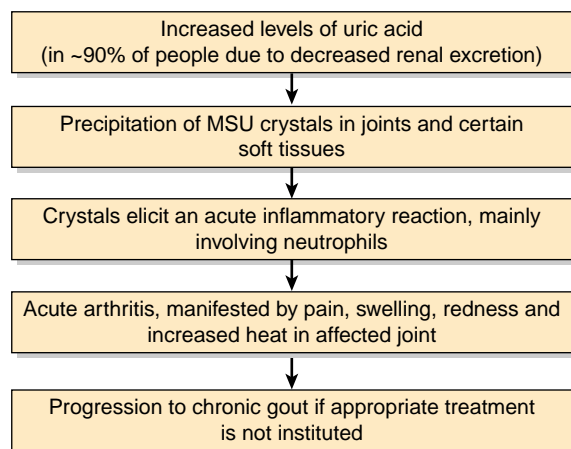 Increased levels of uric acid
(in ~90% of people due to decreased renal excretion)
Precipitation of MSU crystals in joints and certain
soft tissues
Crystals elicit an acute inflammatory reaction, mainly
involving neutrophils
Acute arthritis, manifested by pain, swelling, redness and
increased heat in affected joint
Progression to chronic gout if appropriate treatment
is not instituted